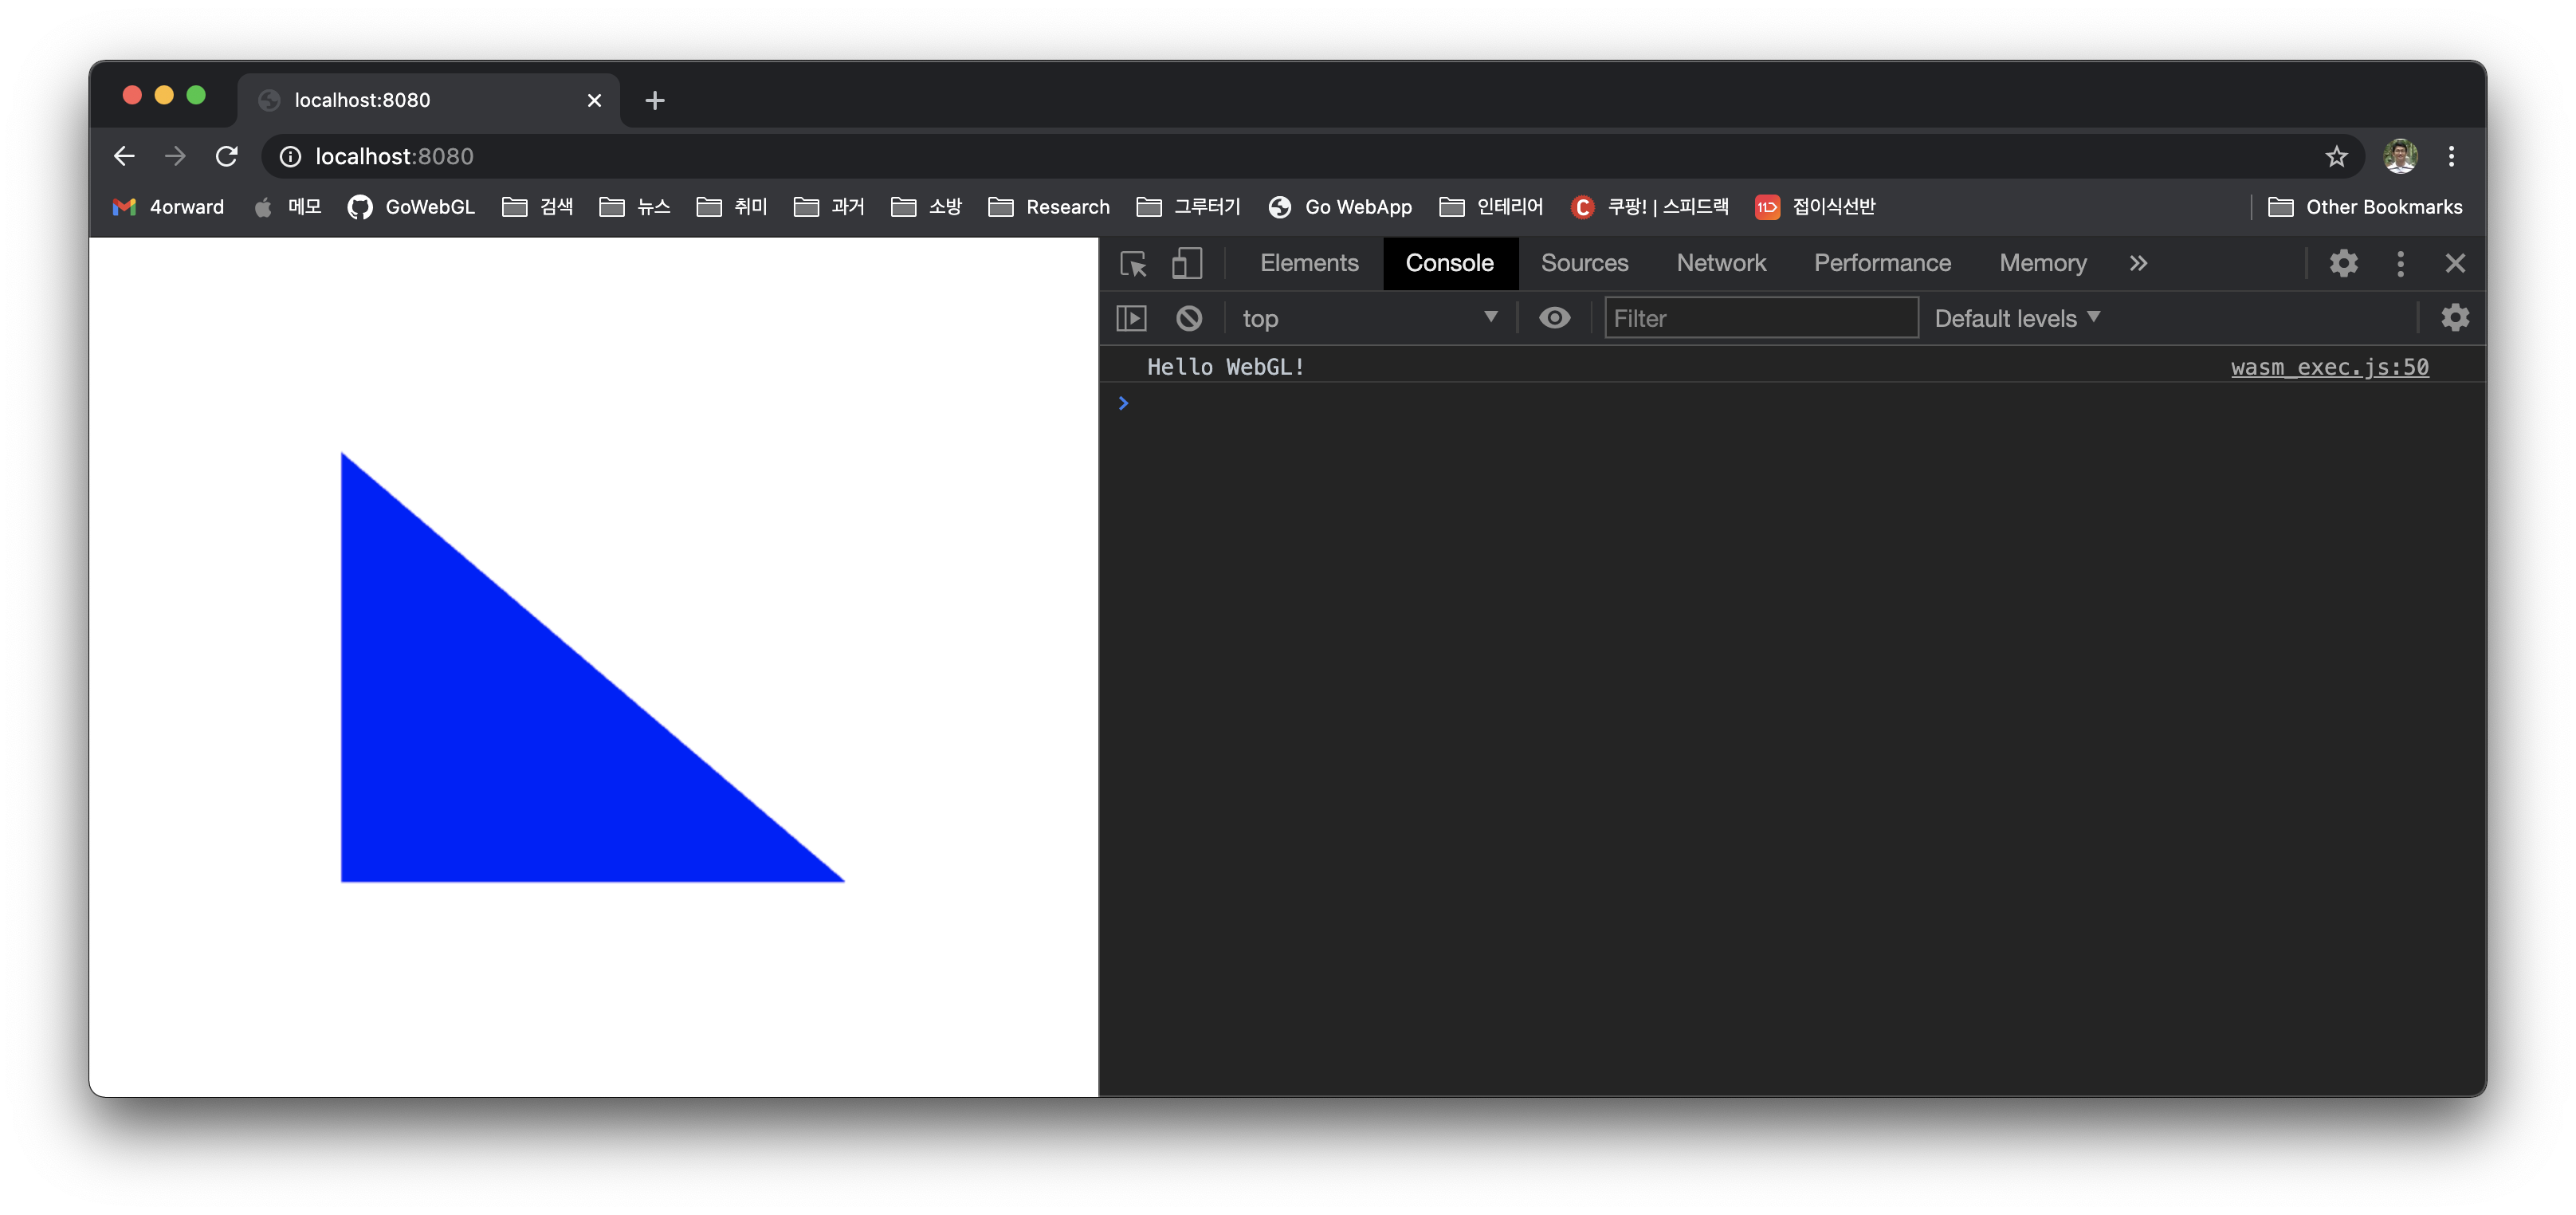 localhost:8080
localhost:8080
4orward 메모 GoWebGL 검색 뉴스 취미 과거 소방 Research 그루터기 Go WebApp 인테리어 쿠팡! | 스피드랙 접이식선반 Other Bookmarks
Elements Console Sources Network Performance Memory
top Filter Default levels
Hello WebGL! wasm_exec.js:50